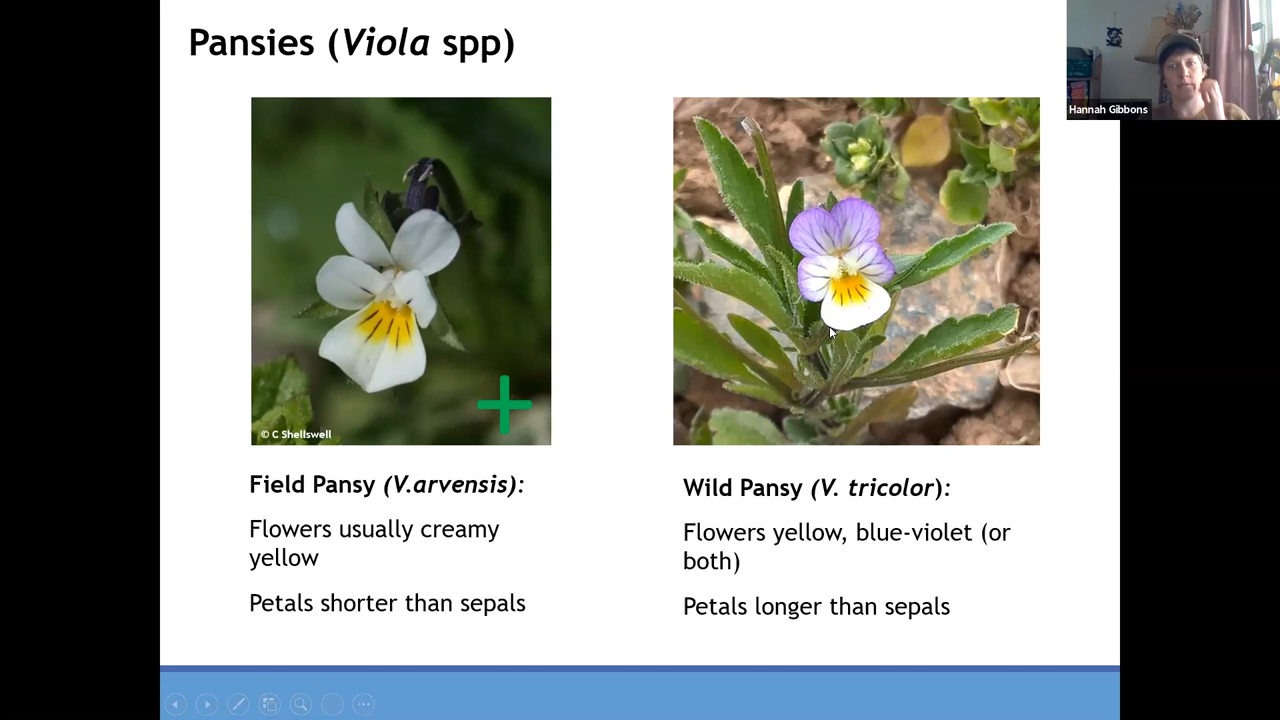 Pansies (Viola spp)
Hannah Gibbons
© C Shellswell
Field Pansy (V.arvensis):
Flowers usually creamy
yellow
Petals shorter than sepals
Wild Pansy (V. tricolor):
Flowers yellow, blue-violet (or
both)
Petals longer than sepals